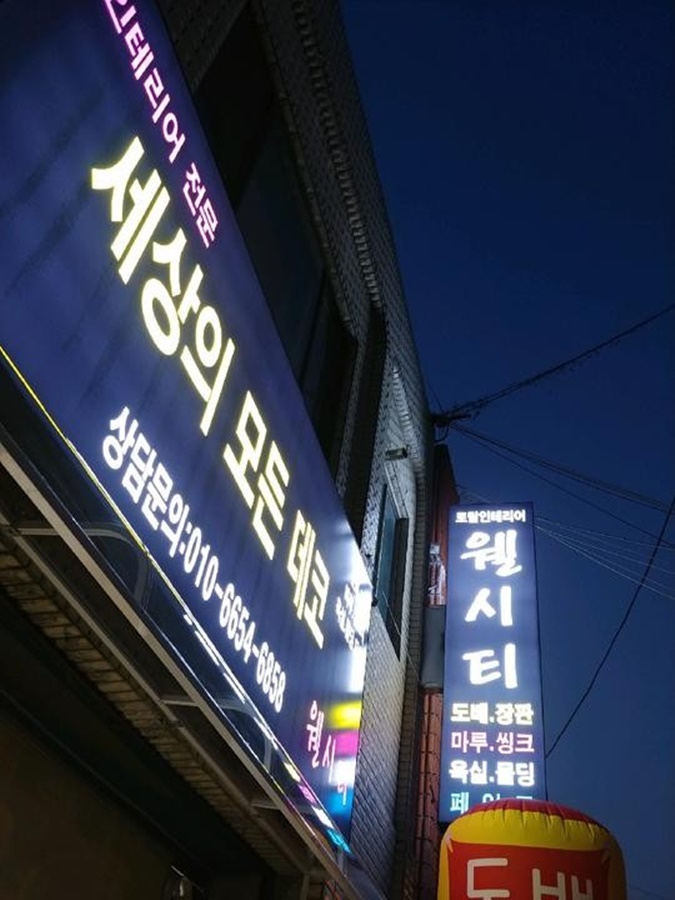 인테리어 전문
세상의 모든 데코
상담문의:010-6654-6858
웰시티
토탈인테리어
웰시티
도배.장판
마루.씽크
욕실.몰딩
도배